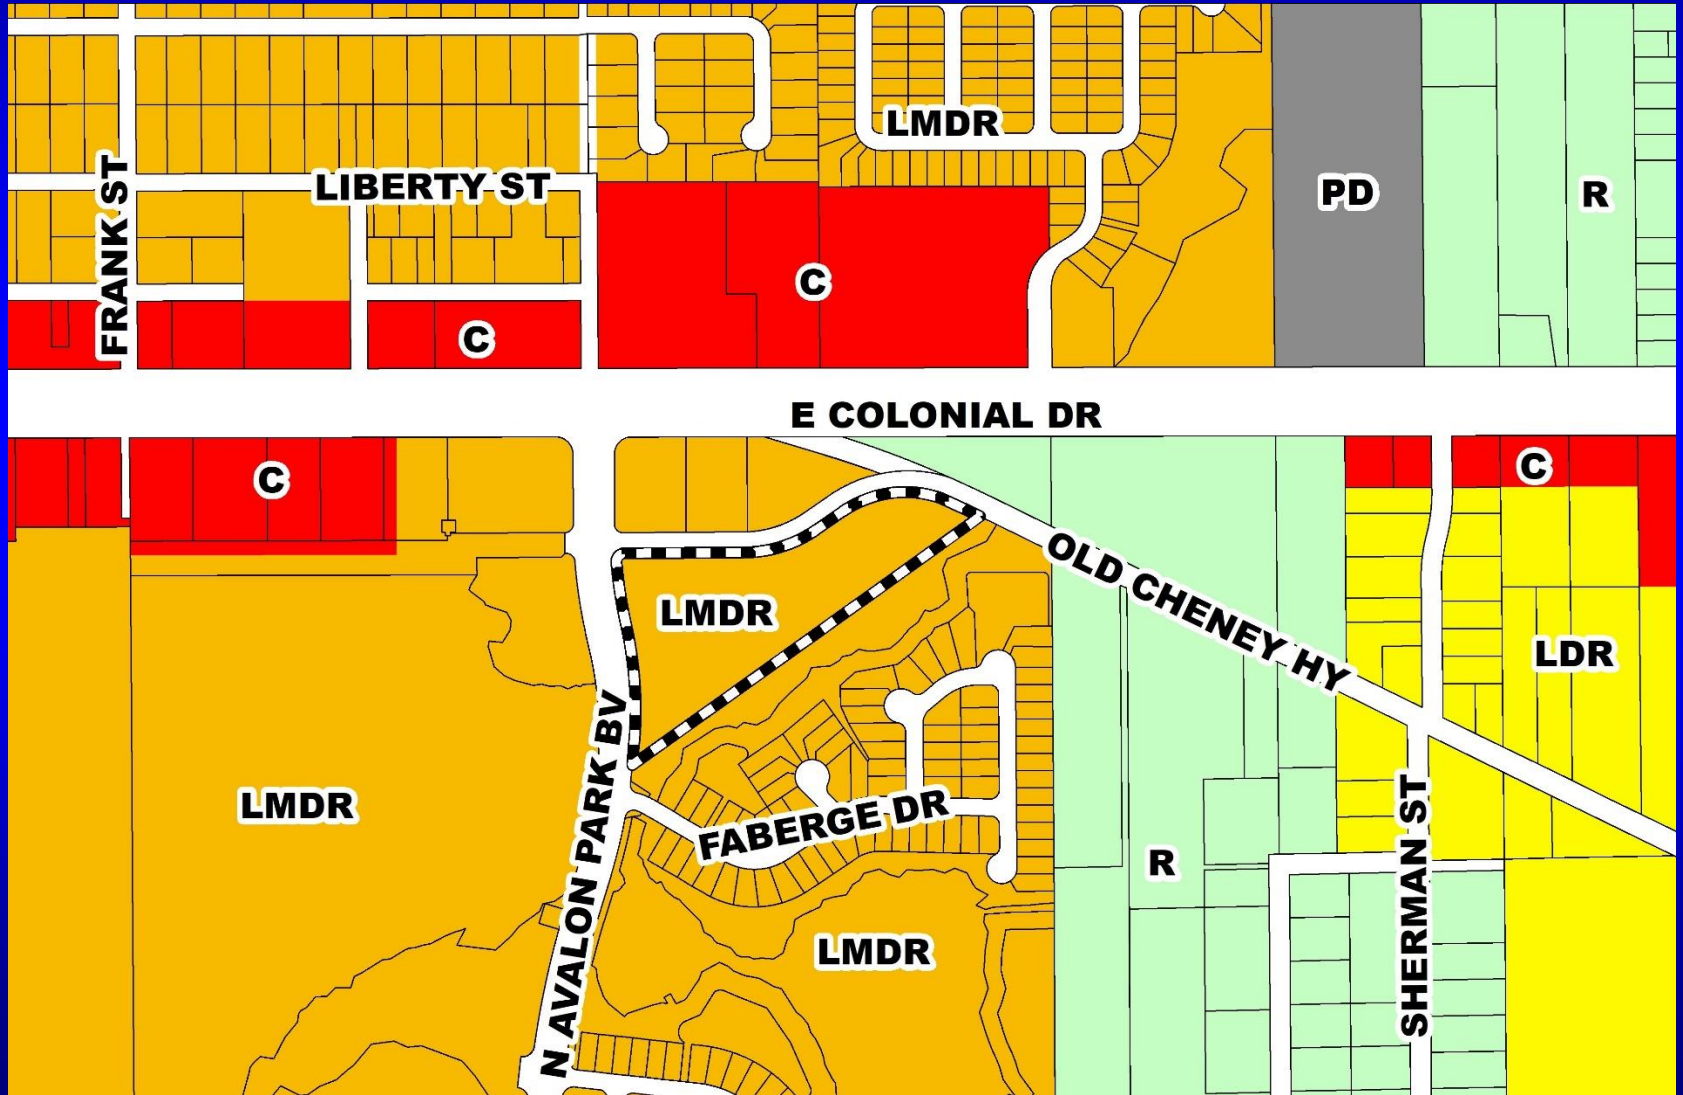 LMDR
LIBERTY ST
FRANK ST
PD
R
C
C
E COLONIAL DR
C
C
OLD CHENEY HY
LMDR
LDR
N AVALON PARK BV
LMDR
FABERGE DR
R
SHERMAN ST
LMDR